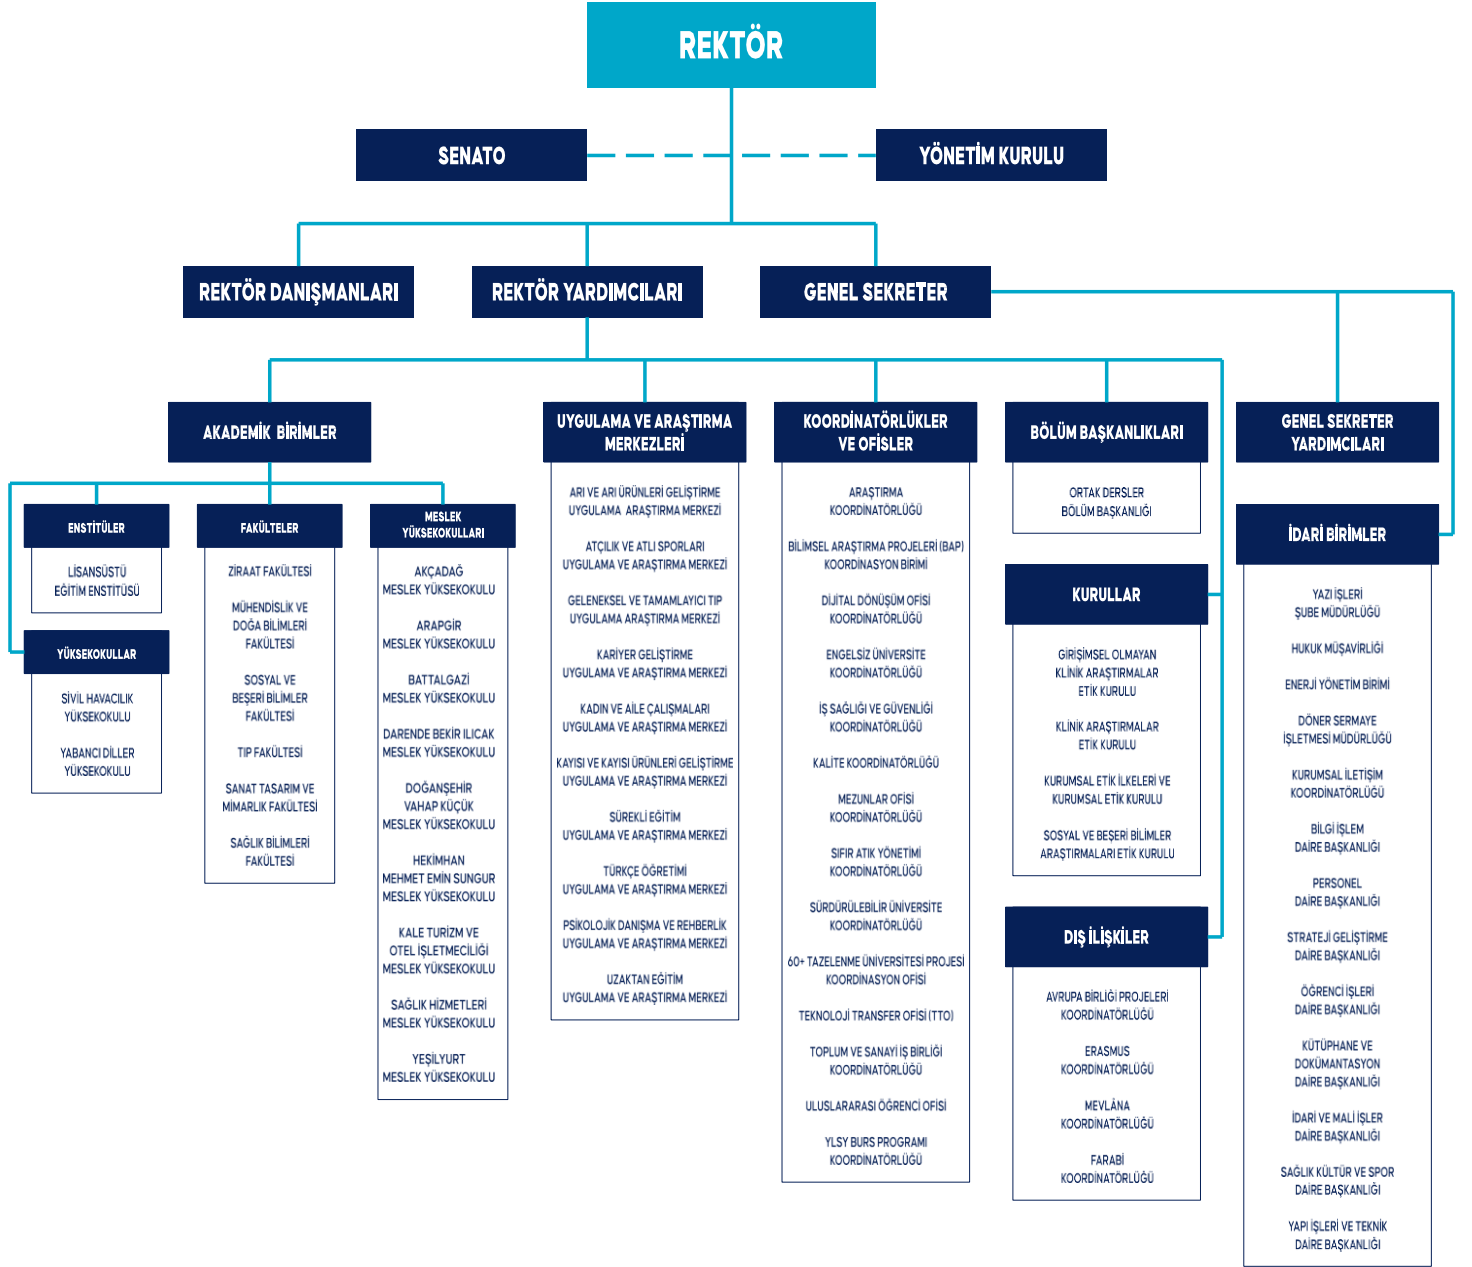 REKTÖR
SENATO
YÖNETİM KURULU
REKTÖR DANIŞMANLARI
REKTÖR YARDIMCILARI
GENEL SEKRETER
AKADEMİK BİRİMLER
ENSTİTÜLER
LİSANSÜSTÜ
EĞİTİM ENSTİTÜSÜ
YÜKSEKOKULLAR
SİVİL HAVACILIK
YÜKSEKOKULU
YABANCI DİLLER
YÜKSEKOKULU
FAKÜLTELER
ZİRAAT FAKÜLTESİ
MÜHENDİSLİK VE
DOĞA BİLİMLERİ
FAKÜLTESİ
SOSYAL VE
BEŞERİ BİLİMLER
FAKÜLTESİ
TIP FAKÜLTESİ
SANAT TASARIM VE
MİMARLIK FAKÜLTESİ
SAĞLIK BİLİMLERİ
FAKÜLTESİ
MESLEK
YÜKSEKOKULLARI
AKÇADAĞ
MESLEK YÜKSEKOKULU
ARAPGİR
MESLEK YÜKSEKOKULU
BATTALGAZİ
MESLEK YÜKSEKOKULU
DARENDE BEKİR ILICAK
MESLEK YÜKSEKOKULU
DOĞANŞEHİR
VAHAP KÜÇÜK
MESLEK YÜKSEKOKULU
HEKİMHAN
MEHMET EMİN SUNGUR
MESLEK YÜKSEKOKULU
KALE TURİZM VE
OTEL İŞLETMECİLİĞİ
MESLEK YÜKSEKOKULU
SAĞLIK HİZMETLERİ
MESLEK YÜKSEKOKULU
YEŞİLYURT
MESLEK YÜKSEKOKULU
UYGULAMA VE ARAŞTIRMA
MERKEZLERİ
ARI VE ARI ÜRÜNLERİ GELİŞTİRME
UYGULAMA ARAŞTIRMA MERKEZİ
ATÇILIK VE ATLI SPORLARI
UYGULAMA VE ARAŞTIRMA MERKEZİ
GELENEKSEL VE TAMAMLAYICI TIP
UYGULAMA ARAŞTIRMA MERKEZİ
KARİYER GELİŞTİRME
UYGULAMA VE ARAŞTIRMA MERKEZİ
KADIN VE AİLE ÇALIŞMALARI
UYGULAMA VE ARAŞTIRMA MERKEZİ
KAYISI VE KAYISI ÜRÜNLERİ GELİŞTİRME
UYGULAMA VE ARAŞTIRMA MERKEZİ
SÜREKLİ EĞİTİM
UYGULAMA VE ARAŞTIRMA MERKEZİ
TÜRKÇE ÖĞRETİMİ
UYGULAMA VE ARAŞTIRMA MERKEZİ
PSİKOLOJİK DANIŞMA VE REHBERLİK
UYGULAMA VE ARAŞTIRMA MERKEZİ
UZAKTAN EĞİTİM
UYGULAMA VE ARAŞTIRMA MERKEZİ
KOORDİNATÖRLÜKLER
VE OFİSLER
ARAŞTIRMA
KOORDİNATÖRLÜĞÜ
BİLİMSEL ARAŞTIRMA PROJELERİ (BAP)
KOORDİNASYON BİRİMİ
DİJİTAL DÖNÜŞÜM OFİSİ
KOORDİNATÖRLÜĞÜ
ENGELSİZ ÜNİVERSİTE
KOORDİNATÖRLÜĞÜ
İŞ SAĞLIĞI VE GÜVENLİĞİ
KOORDİNATÖRLÜĞÜ
KALİTE KOORDİNATÖRLÜĞÜ
MEZUNLAR OFİSİ
KOORDİNATÖRLÜĞÜ
SIFIR ATIK YÖNETİMİ
KOORDİNATÖRLÜĞÜ
SÜRDÜRÜLEBİLİR ÜNİVERSİTE
KOORDİNATÖRLÜĞÜ
60+ TAZELENME ÜNİVERSİTESİ PROJESİ
KOORDİNASYON OFİSİ
TEKNOLOJİ TRANSFER OFİSİ (TTO)
TOPLUM VE SANAYİ İŞ BİRLİĞİ
KOORDİNATÖRLÜĞÜ
ULUSLARARASI ÖĞRENCİ OFİSİ
YLSY BURS PROGRAMI
KOORDİNATÖRLÜĞÜ
BÖLÜM BAŞKANLIKLARI
ORTAK DERSLER
BÖLÜM BAŞKANLIĞI
KURULLAR
GİRİŞİMSEL OLMAYAN
KLİNİK ARAŞTIRMALAR
ETİK KURULU
KLİNİK ARAŞTIRMALAR
ETİK KURULU
KURUMSAL ETİK İLKELERİ VE
KURUMSAL ETİK KURULU
SOSYAL VE BEŞERİ BİLİMLER
ARAŞTIRMALARI ETİK KURULU
DIŞ İLİŞKİLER
AVRUPA BİRLİĞİ PROJELERİ
KOORDİNATÖRLÜĞÜ
ERASMUS
KOORDİNATÖRLÜĞÜ
MEVLÂNA
KOORDİNATÖRLÜĞÜ
FARABİ
KOORDİNATÖRLÜĞÜ
GENEL SEKRETER
YARDIMCILARI
İDARİ BİRİMLER
YAZI İŞLERİ
ŞUBE MÜDÜRLÜĞÜ
HUKUK MÜŞAVİRLİĞİ
ENERJİ YÖNETİM BİRİMİ
DÖNER SERMAYE
İŞLETMESİ MÜDÜRLÜĞÜ
KURUMSAL İLETİŞİM
KOORDİNATÖRLÜĞÜ
BİLGİ İŞLEM
DAİRE BAŞKANLIĞI
PERSONEL
DAİRE BAŞKANLIĞI
STRATEJİ GELİŞTİRME
DAİRE BAŞKANLIĞI
ÖĞRENCİ İŞLERİ
DAİRE BAŞKANLIĞI
KÜTÜPHANE VE
DOKÜMANTASYON
DAİRE BAŞKANLIĞI
İDARİ VE MALİ İŞLER
DAİRE BAŞKANLIĞI
SAĞLIK KÜLTÜR VE SPOR
DAİRE BAŞKANLIĞI
YAPI İŞLERİ VE TEKNİK
DAİRE BAŞKANLIĞI